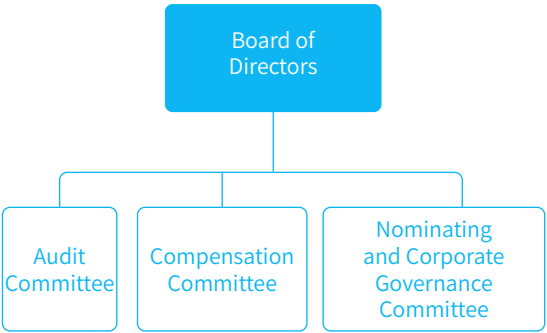 Board of
Directors
Audit
Committee
Compensation
Committee
Nominating
and Corporate
Governance
Committee